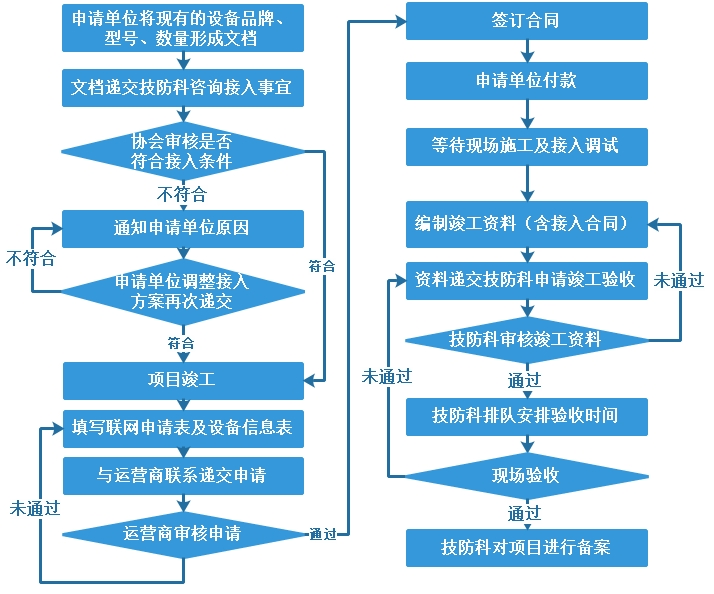 申请单位将现有的设备品牌、
型号、数量形成文档
文档递交技防科咨询接入事宜
协会审核是否
符合接入条件
不符合
通知申请单位原因
不符合
符合
申请单位调整接入
方案再次递交
符合
项目竣工
填写联网申请表及设备信息表
与运营商联系递交申请
未通过
运营商审核申请
通过
签订合同
申请单位付款
等待现场施工及接入调试
编制竣工资料（含接入合同）
资料递交技防科申请竣工验收
未通过
技防科审核竣工资料
未通过
通过
技防科排队安排验收时间
现场验收
通过
技防科对项目进行备案